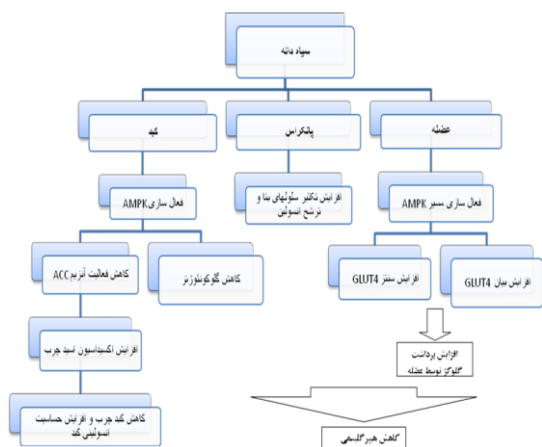 سیاه دانه
عضله
پانکراس
کبد
فعال سازی مسیر AMPK
افزایش تکثیر سلولهای بتا و
ترشح انسولین
فعال سازی AMPK
افزایش بیان GLUT4
افزایش سنتز GLUT4
کاهش گلوکونئوژنز
کاهش فعالیت آنزیم ACC
افزایش برداشت
گلوکز توسط عضله
افزایش اکسیداسیون اسید چرب
کاهش کبد چرب و افزایش حساسیت
انسولینی کبد
کاهش هیپرگلیسمی